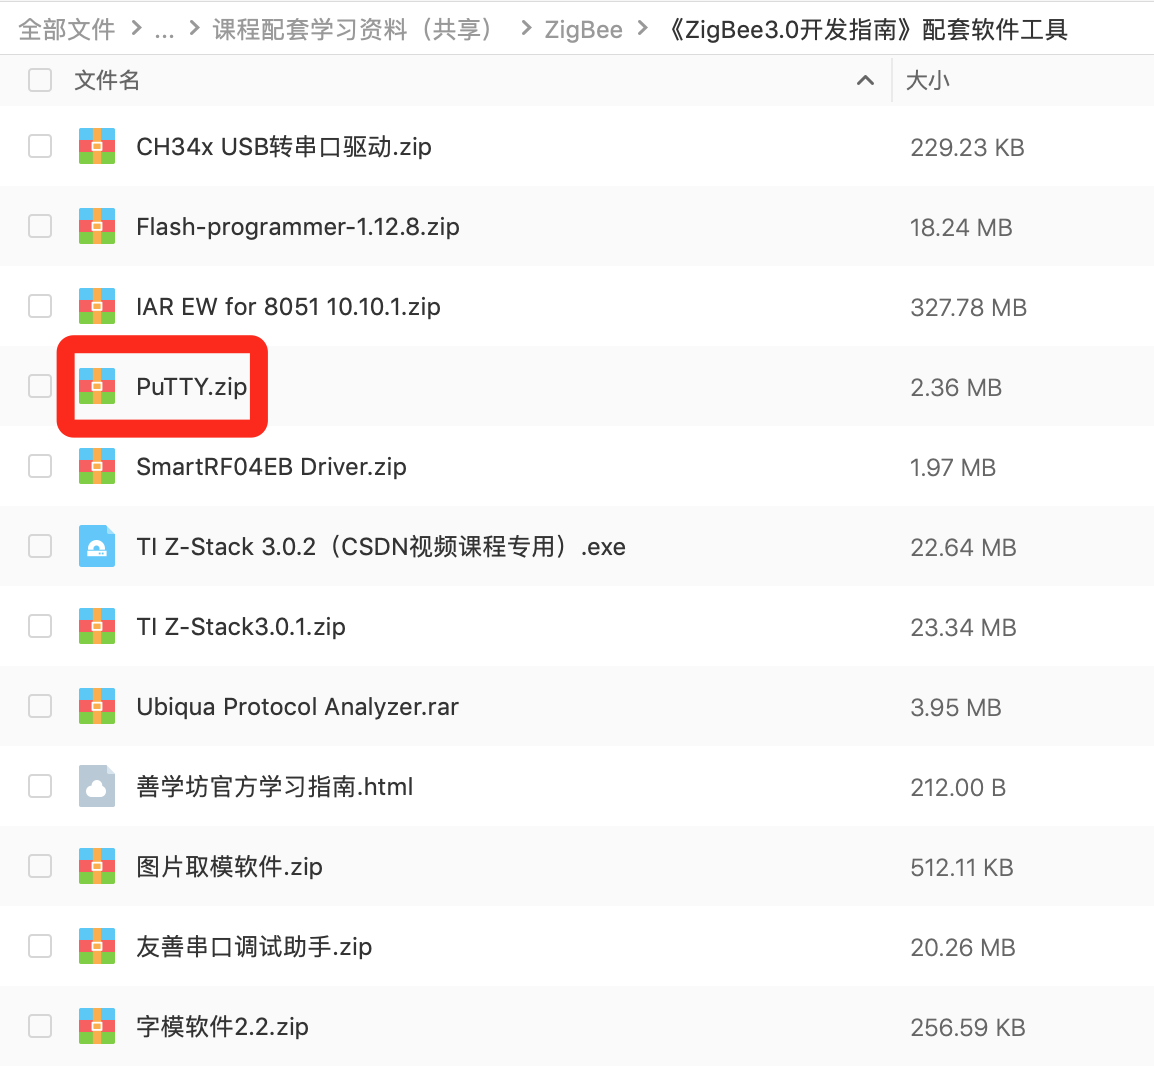 全部文件 > ... > 课程配套学习资料（共享） > ZigBee > 《ZigBee3.0开发指南》配套软件工具
文件名 大小
CH34x USB转串口驱动.zip 229.23 KB
Flash-programmer-1.12.8.zip 18.24 MB
IAR EW for 8051 10.10.1.zip 327.78 MB
PuTTY.zip 2.36 MB
SmartRF04EB Driver.zip 1.97 MB
TI Z-Stack 3.0.2（CSDN视频课程专用）.exe 22.64 MB
TI Z-Stack3.0.1.zip 23.34 MB
Ubiqua Protocol Analyzer.rar 3.95 MB
善学坊官方学习指南.html 212.00 B
图片取模软件.zip 512.11 KB
友善串口调试助手.zip 20.26 MB
字模软件2.2.zip 256.59 KB